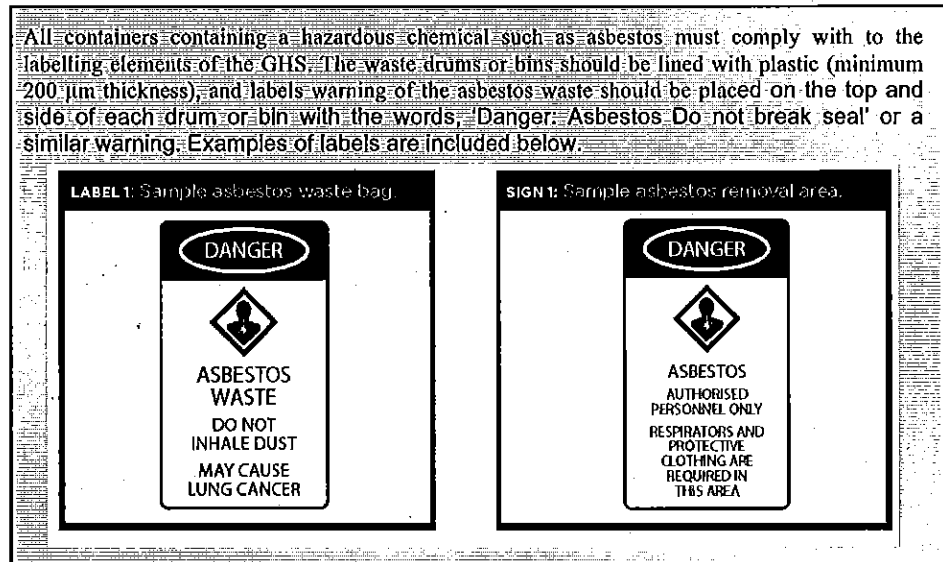 All containers containing a hazardous chemical such as asbestos must comply with to the
labelling elements of the GHS. The waste drums or bins should be lined with plastic (minimum
200 µm thickness), and labels warning of the asbestos waste should be placed on the top and
side of each drum or bin with the words, 'Danger: Asbestos Do not break seal' or a
similar warning. Examples of labels are included below.
LABEL 1: Sample asbestos waste bag.
DANGER
ASBESTOS
WASTE
DO NOT
INHALE DUST
MAY CAUSE
LUNG CANCER
SIGN 1: Sample asbestos removal area.
DANGER
ASBESTOS
AUTHORISED
PERSONNEL ONLY
RESPIRATORS AND
PROTECTIVE
CLOTHING ARE
REQUIRED IN
THIS AREA